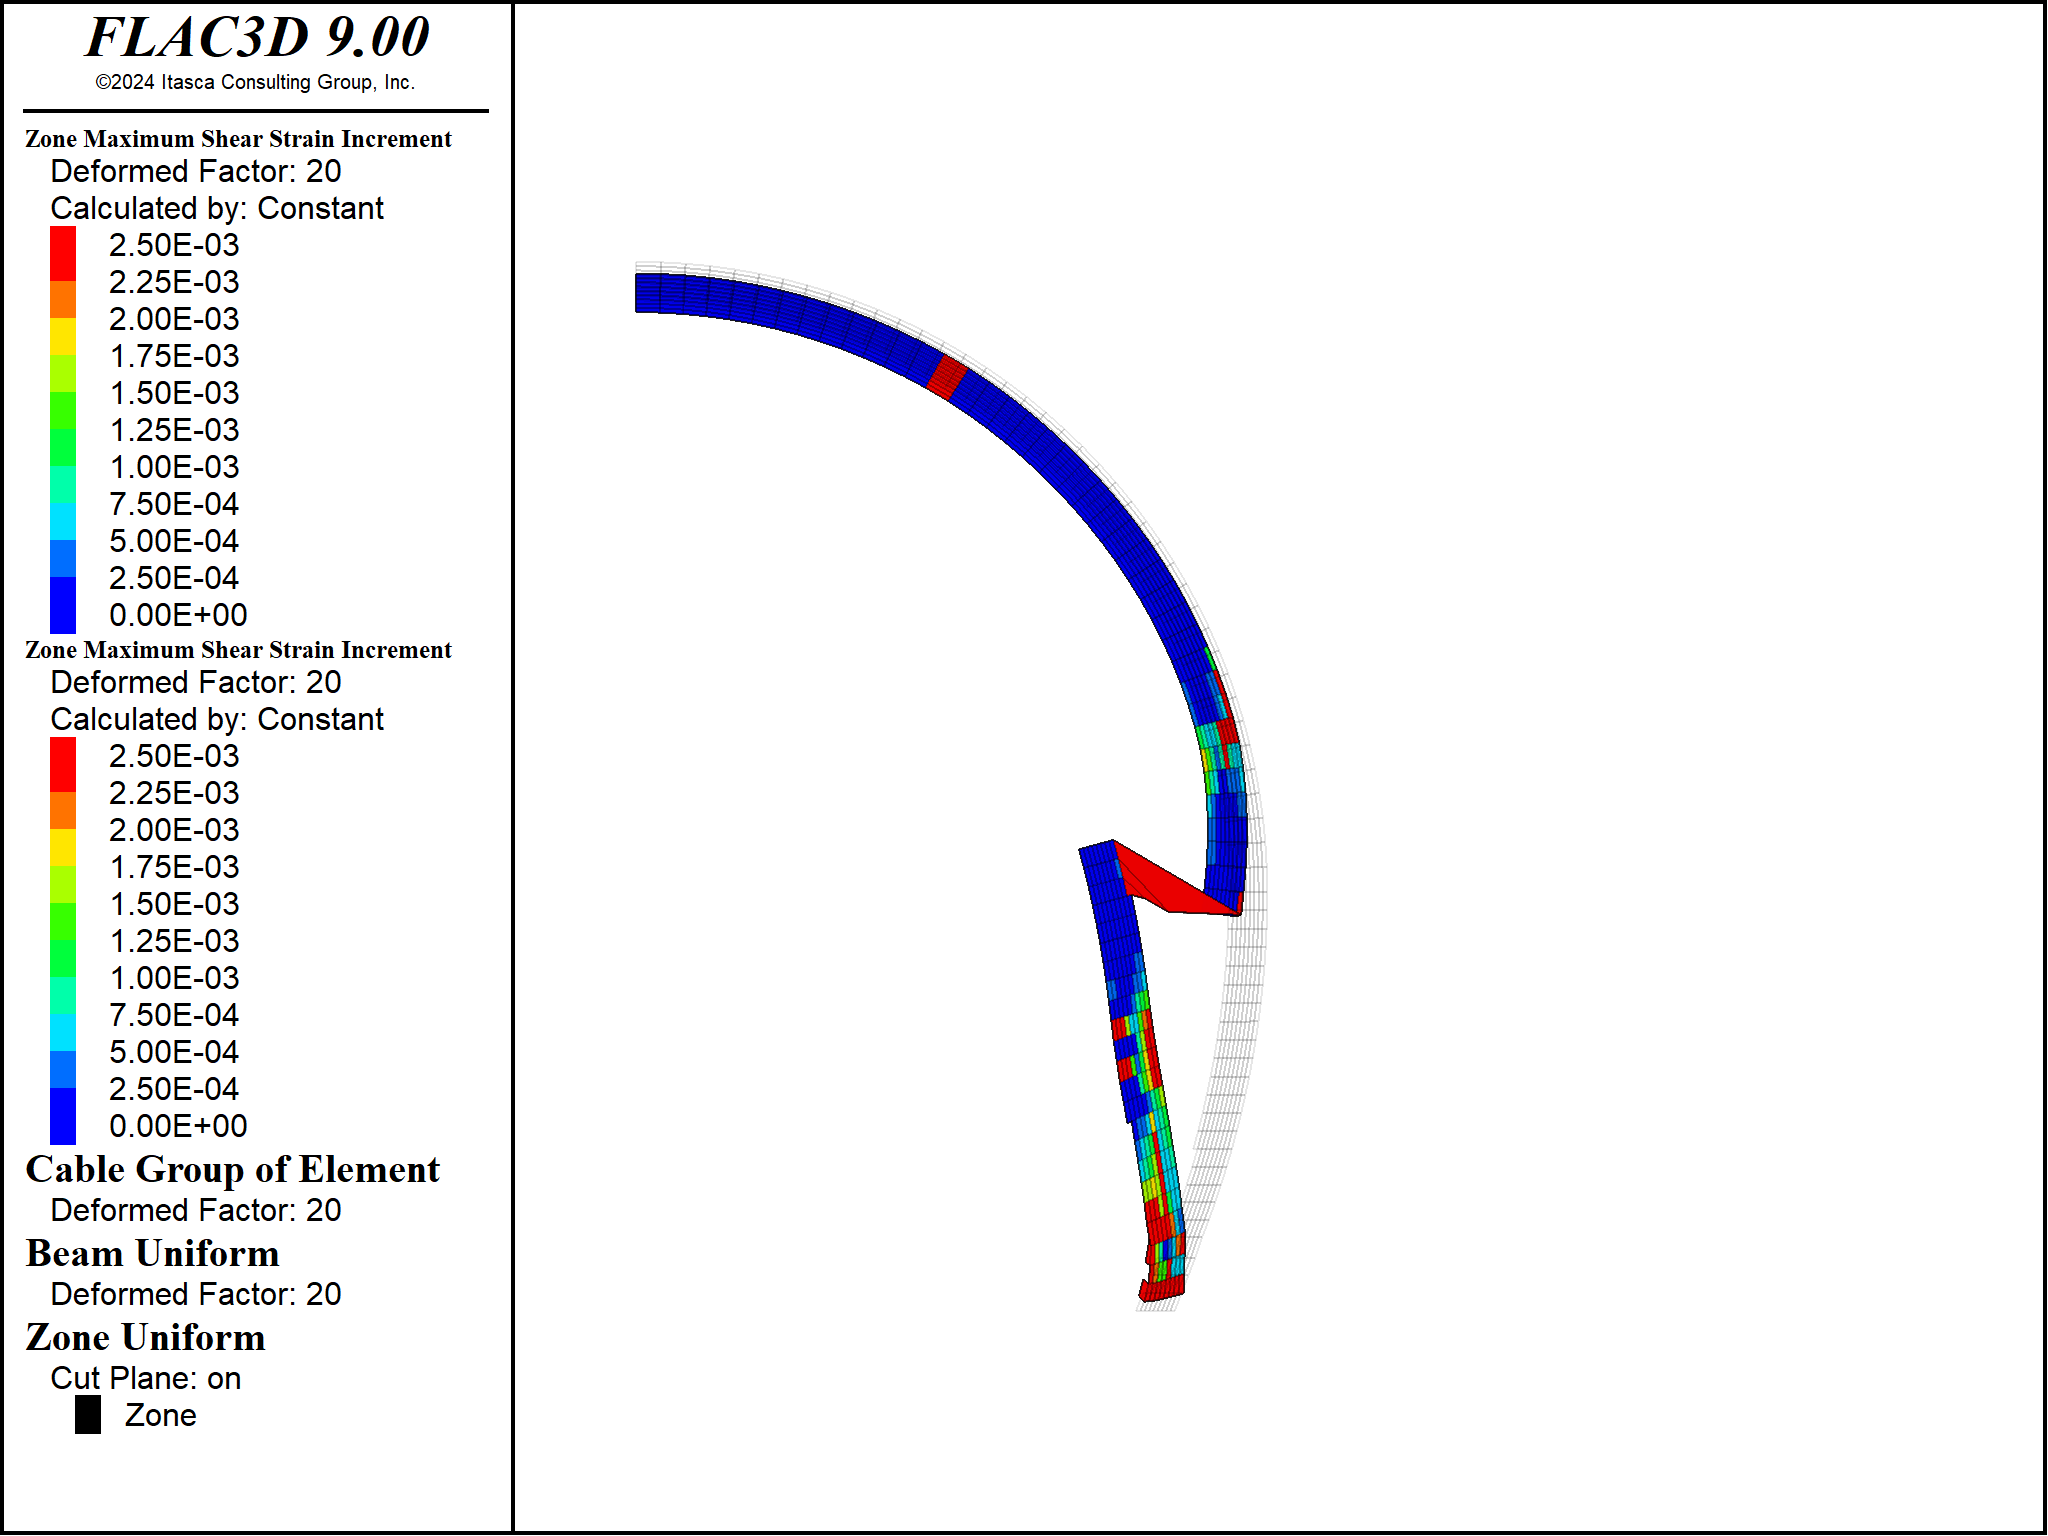 FLAC3D 9.00
©2024 Itasca Consulting Group, Inc.
Zone Maximum Shear Strain Increment
Deformed Factor: 20
Calculated by: Constant
2.50E-03
2.25E-03
2.00E-03
1.75E-03
1.50E-03
1.25E-03
1.00E-03
7.50E-04
5.00E-04
2.50E-04
0.00E+00
Zone Maximum Shear Strain Increment
Deformed Factor: 20
Calculated by: Constant
2.50E-03
2.25E-03
2.00E-03
1.75E-03
1.50E-03
1.25E-03
1.00E-03
7.50E-04
5.00E-04
2.50E-04
0.00E+00
Cable Group of Element
Deformed Factor: 20
Beam Uniform
Deformed Factor: 20
Zone Uniform
Cut Plane: on
Zone